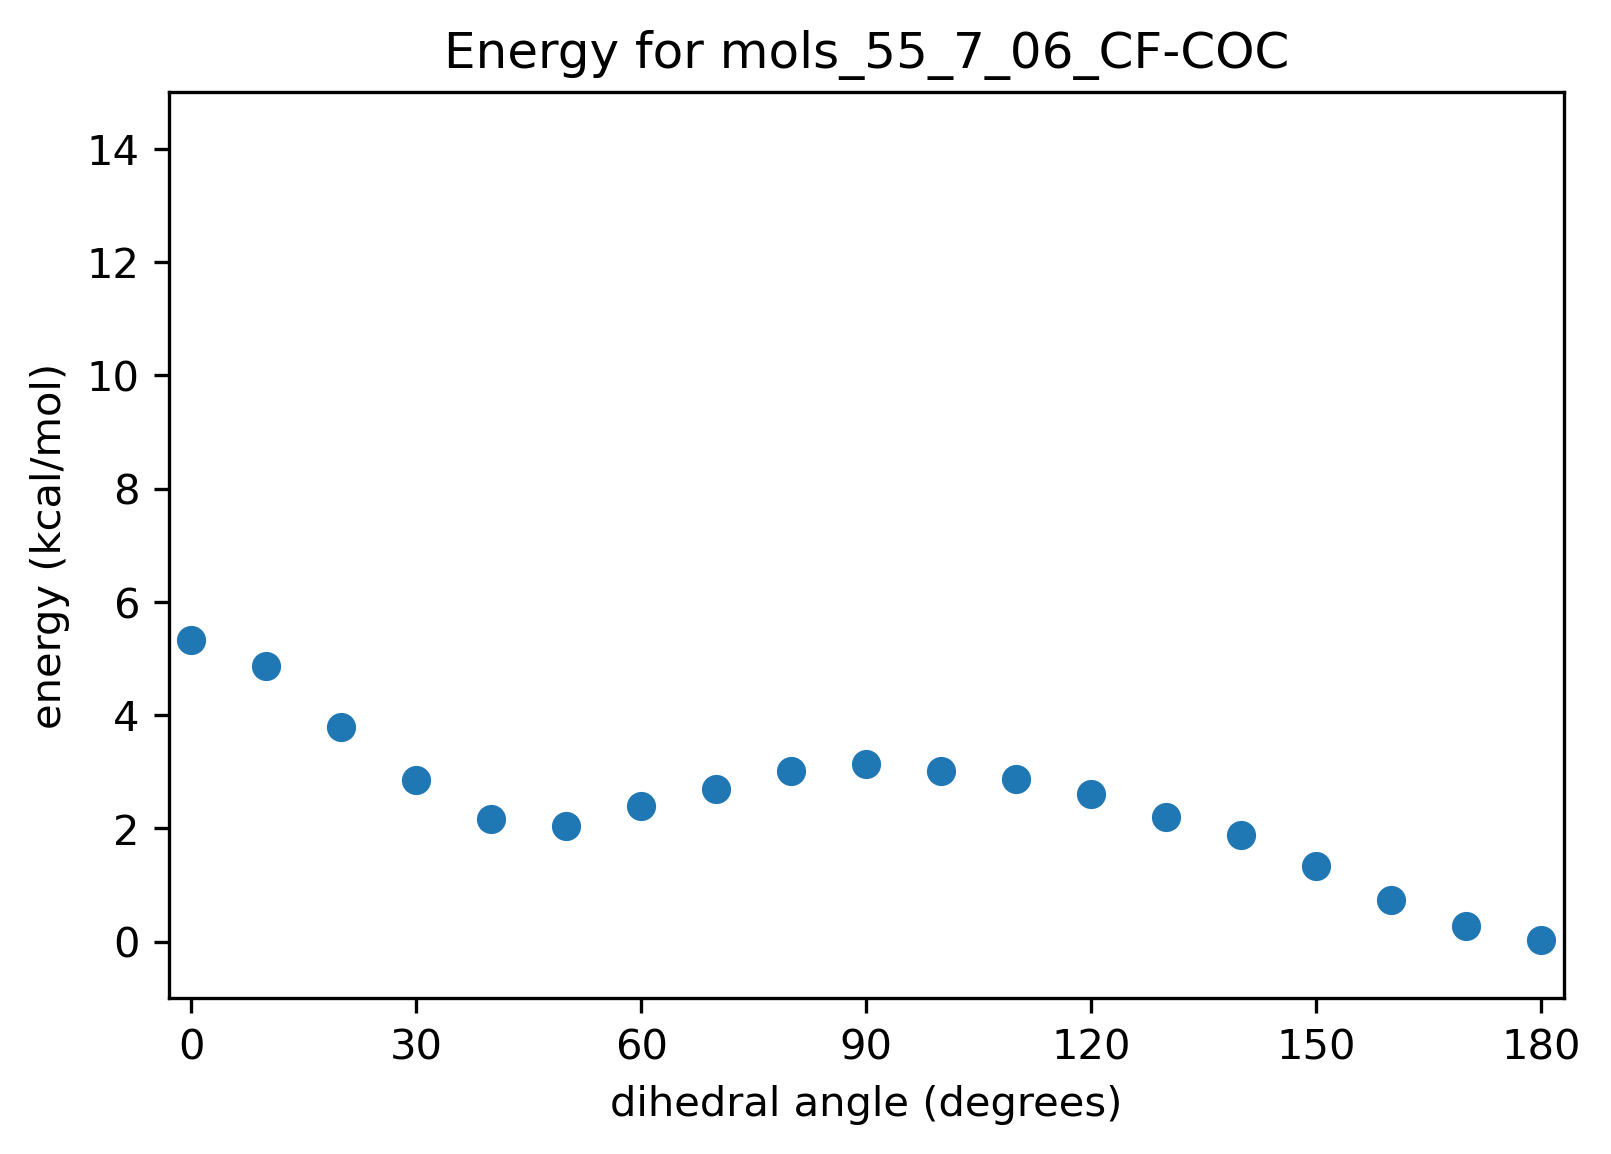 Energy for mols_55_7_06_CF-COC
14
12
10
8
6
4
2
0
energy (kcal/mol)
0 30 60 90 120 150 180
dihedral angle (degrees)